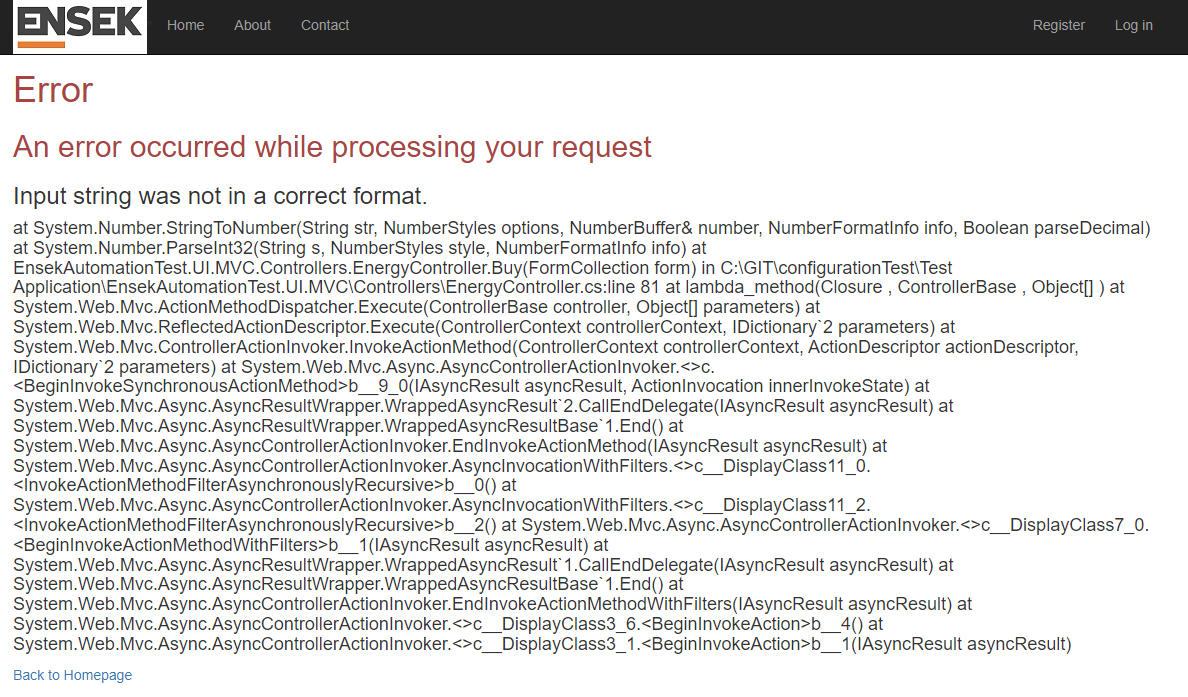 ENSEK Home About Contact Register Log in
Error
An error occurred while processing your request
Input string was not in a correct format.
at System.Number.StringToNumber(String str, NumberStyles options, NumberBuffer& number, NumberFormatInfo info, Boolean parseDecimal)
at System.Number.ParseInt32(String s, NumberStyles style, NumberFormatInfo info) at
EnsekAutomationTest.UI.MVC.Controllers.EnergyController.Buy(FormCollection form) in C:\GIT\configurationTest\Test
Application\EnsekAutomationTest.UI.MVC\Controllers\EnergyController.cs:line 81 at lambda_method(Closure , ControllerBase , Object[] ) at
System.Web.Mvc.ActionMethodDispatcher.Execute(ControllerBase controller, Object[] parameters) at
System.Web.Mvc.ReflectedActionDescriptor.Execute(ControllerContext controllerContext, IDictionary`2 parameters) at
System.Web.Mvc.ControllerActionInvoker.InvokeActionMethod(ControllerContext controllerContext, ActionDescriptor actionDescriptor,
IDictionary`2 parameters) at System.Web.Mvc.Async.AsyncControllerActionInvoker.<>c.
<BeginInvokeSynchronousActionMethod>b__9_0(IAsyncResult asyncResult, ActionInvocation innerInvokeState) at
System.Web.Mvc.Async.AsyncResultWrapper.WrappedAsyncResult`2.CallEndDelegate(IAsyncResult asyncResult) at
System.Web.Mvc.Async.AsyncResultWrapper.WrappedAsyncResultBase`1.End() at
System.Web.Mvc.Async.AsyncControllerActionInvoker.EndInvokeActionMethod(IAsyncResult asyncResult) at
System.Web.Mvc.Async.AsyncControllerActionInvoker.AsyncInvocationWithFilters.<>c__DisplayClass11_0.
<InvokeActionMethodFilterAsynchronouslyRecursive>b__0() at
System.Web.Mvc.Async.AsyncControllerActionInvoker.AsyncInvocationWithFilters.<>c__DisplayClass11_2.
<InvokeActionMethodFilterAsynchronouslyRecursive>b__2() at System.Web.Mvc.Async.AsyncControllerActionInvoker.<>c__DisplayClass7_0.
<BeginInvokeActionMethodWithFilters>b__1(IAsyncResult asyncResult) at
System.Web.Mvc.Async.AsyncResultWrapper.WrappedAsyncResult`1.CallEndDelegate(IAsyncResult asyncResult) at
System.Web.Mvc.Async.AsyncResultWrapper.WrappedAsyncResultBase`1.End() at
System.Web.Mvc.Async.AsyncControllerActionInvoker.EndInvokeActionMethodWithFilters(IAsyncResult asyncResult) at
System.Web.Mvc.Async.AsyncControllerActionInvoker.<>c__DisplayClass3_6.<BeginInvokeAction>b__4() at
System.Web.Mvc.Async.AsyncControllerActionInvoker.<>c__DisplayClass3_1.<BeginInvokeAction>b__1(IAsyncResult asyncResult)
Back to Homepage